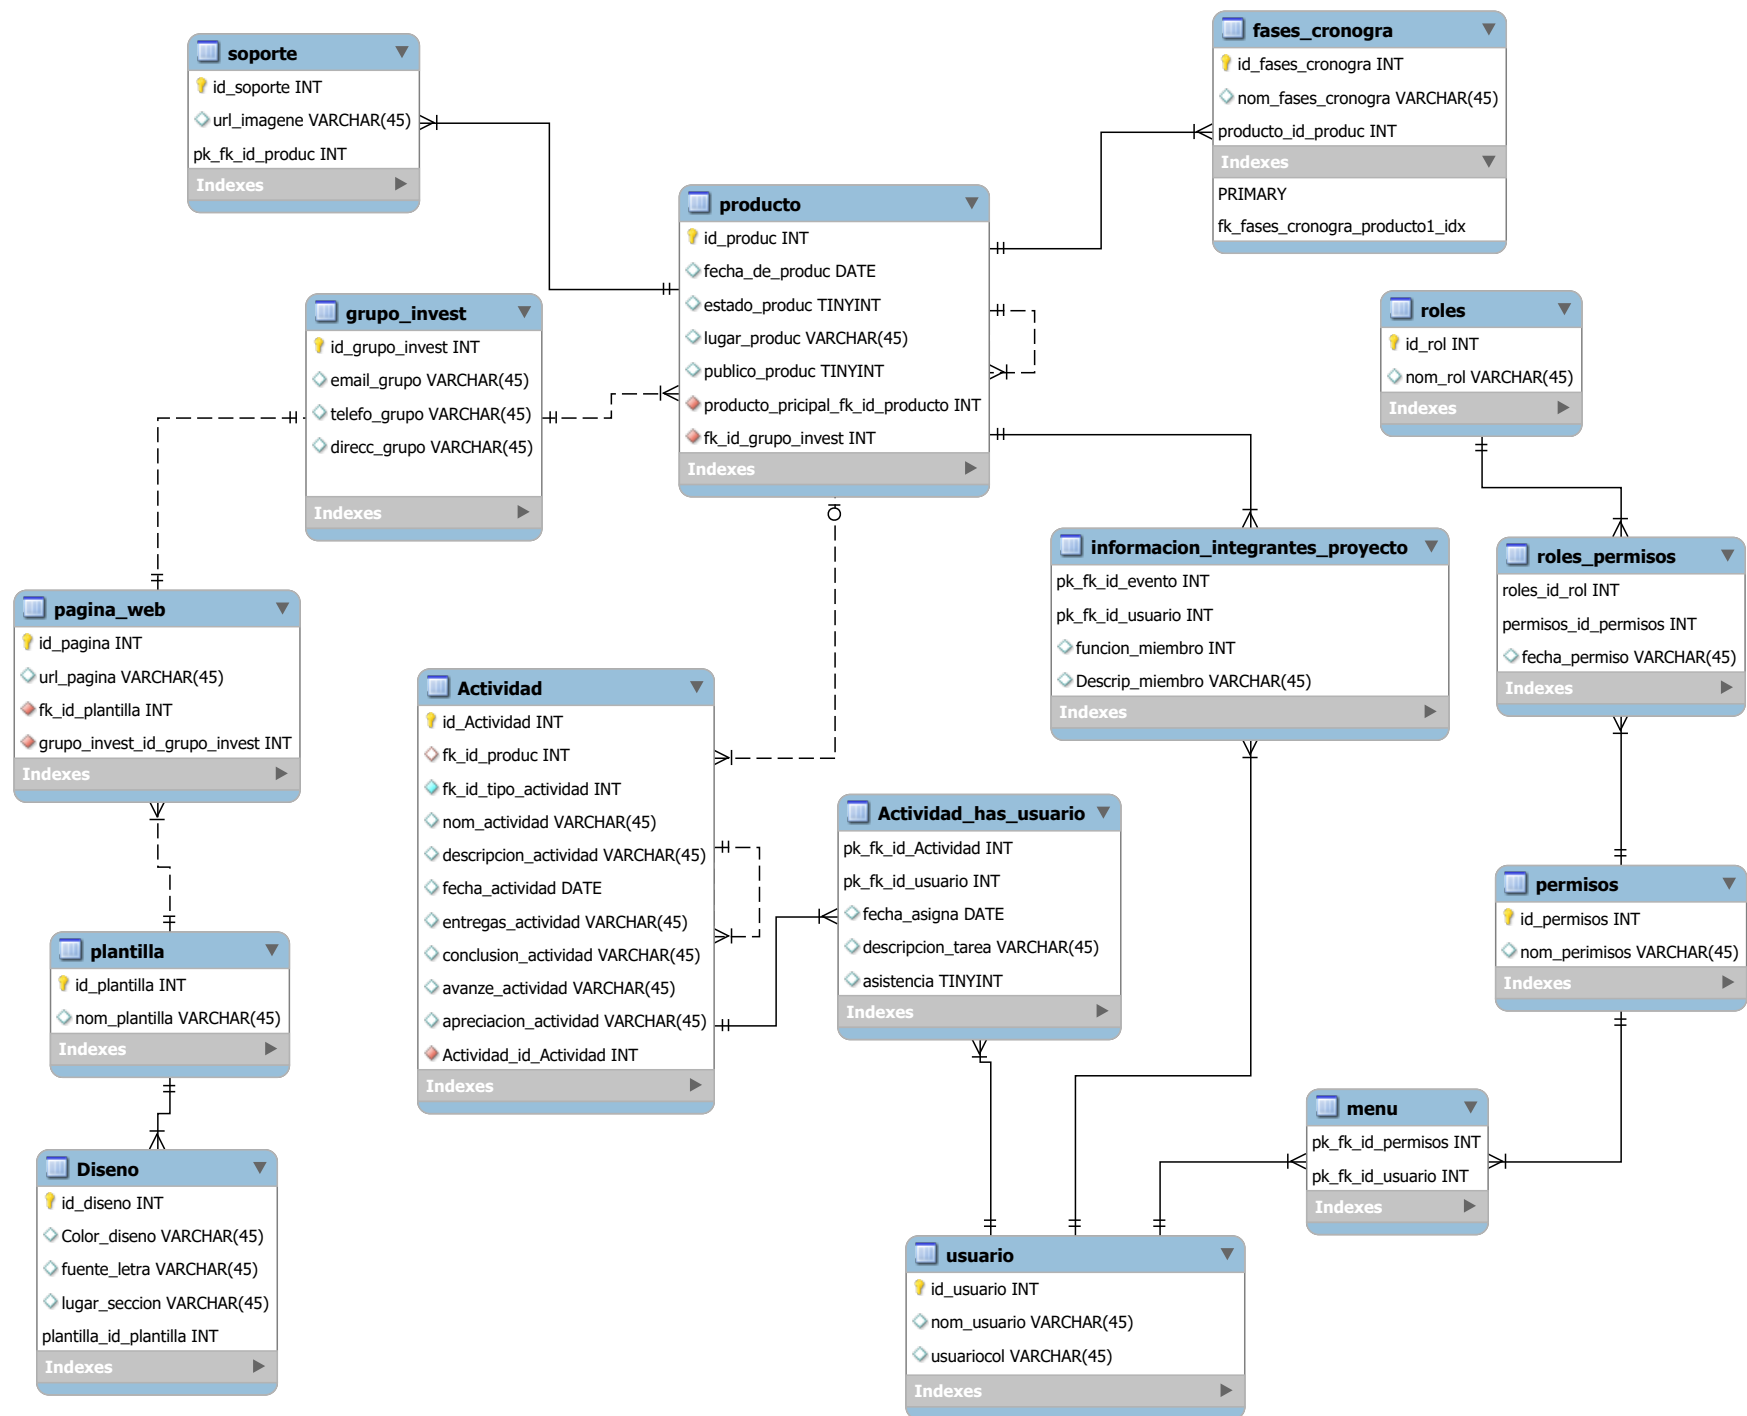 soporte
id_soporte INT
url_imagene VARCHAR(45)
pk_fk_id_produc INT
Indexes
fases_cronogra
id_fases_cronogra INT
nom_fases_cronogra VARCHAR(45)
producto_id_produc INT
Indexes
PRIMARY
fk_fases_cronogra_producto1_idx
producto
id_produc INT
fecha_de_produc DATE
estado_produc TINYINT
lugar_produc VARCHAR(45)
publico_produc TINYINT
producto_pricipal_fk_id_producto INT
fk_id_grupo_invest INT
Indexes
grupo_invest
id_grupo_invest INT
email_grupo VARCHAR(45)
telefo_grupo VARCHAR(45)
direcc_grupo VARCHAR(45)
Indexes
roles
id_rol INT
nom_rol VARCHAR(45)
Indexes
informacion_integrantes_proyecto
pk_fk_id_evento INT
pk_fk_id_usuario INT
funcion_miembro INT
Descrip_miembro VARCHAR(45)
Indexes
roles_permisos
roles_id_rol INT
permisos_id_permisos INT
fecha_permiso VARCHAR(45)
Indexes
pagina_web
id_pagina INT
url_pagina VARCHAR(45)
fk_id_plantilla INT
grupo_invest_id_grupo_invest INT
Indexes
Actividad
id_Actividad INT
fk_id_produc INT
fk_id_tipo_actividad INT
nom_actividad VARCHAR(45)
descripcion_actividad VARCHAR(45)
fecha_actividad DATE
entregas_actividad VARCHAR(45)
conclusion_actividad VARCHAR(45)
avanze_actividad VARCHAR(45)
apreciacion_actividad VARCHAR(45)
Actividad_id_Actividad INT
Indexes
Actividad_has_usuario
pk_fk_id_Actividad INT
pk_fk_id_usuario INT
fecha_asigna DATE
descripcion_tarea VARCHAR(45)
asistencia TINYINT
Indexes
permisos
id_permisos INT
nom_perimisos VARCHAR(45)
Indexes
plantilla
id_plantilla INT
nom_plantilla VARCHAR(45)
Indexes
menu
pk_fk_id_permisos INT
pk_fk_id_usuario INT
Indexes
Diseno
id_diseno INT
Color_diseno VARCHAR(45)
fuente_letra VARCHAR(45)
lugar_seccion VARCHAR(45)
plantilla_id_plantilla INT
Indexes
usuario
id_usuario INT
nom_usuario VARCHAR(45)
usuariocol VARCHAR(45)
Indexes